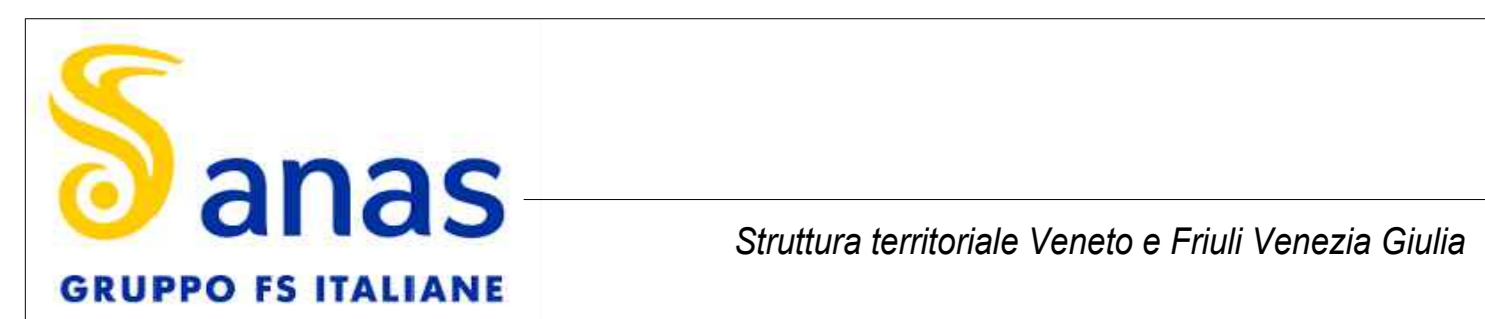 anas
GRUPPO FS ITALIANE
Struttura territoriale Veneto e Friuli Venezia Giulia